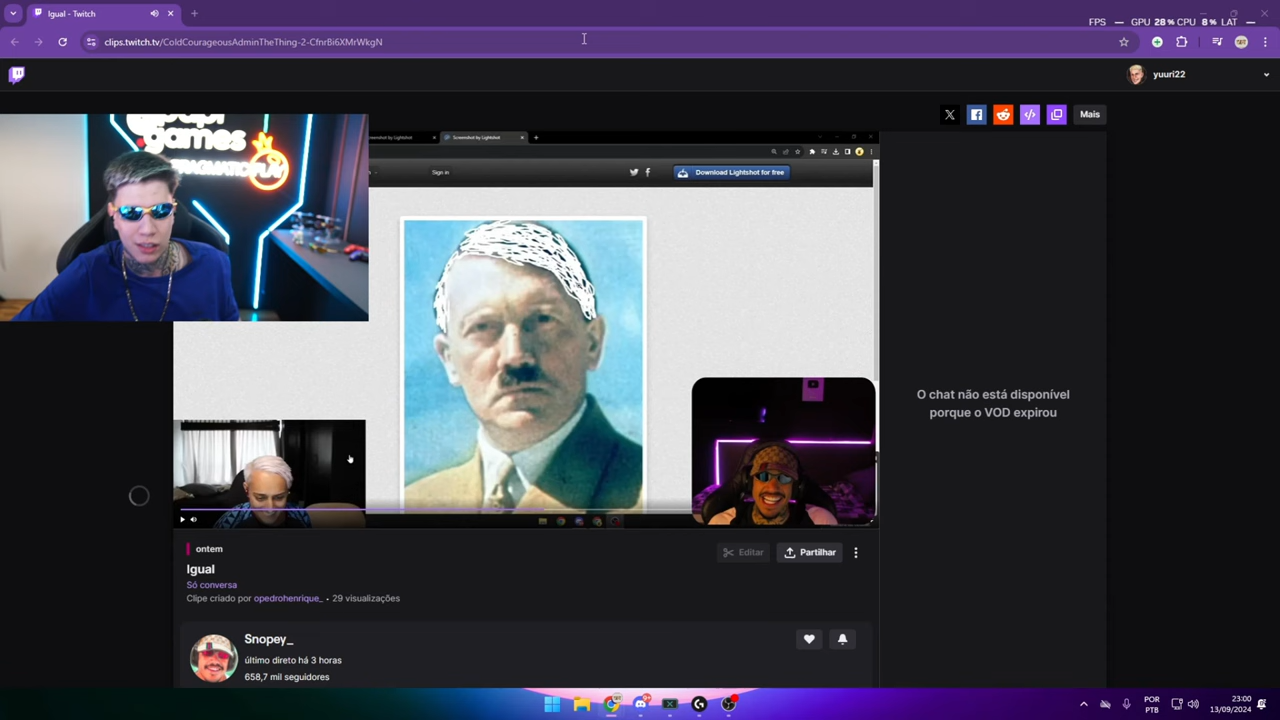 Igual - Twitch
FPS — GPU 28 % CPU 8 % LAT —
clips.twitch.tv/ColdCourageousAdminTheThing-2-CfnrBi6XMrWkgN
yuuri22
Mais
.games
Screenshot by Lightshot
Sign in
Download Lightshot for free
O chat não está disponível
porque o VOD expirou
ontem
Editar
Partilhar
Igual
Só conversa
Clipe criado por opedrohenrique_ • 29 visualizações
Snopey_
último direto há 3 horas
658,7 mil seguidores
POR
PTB
23:00
13/09/2024